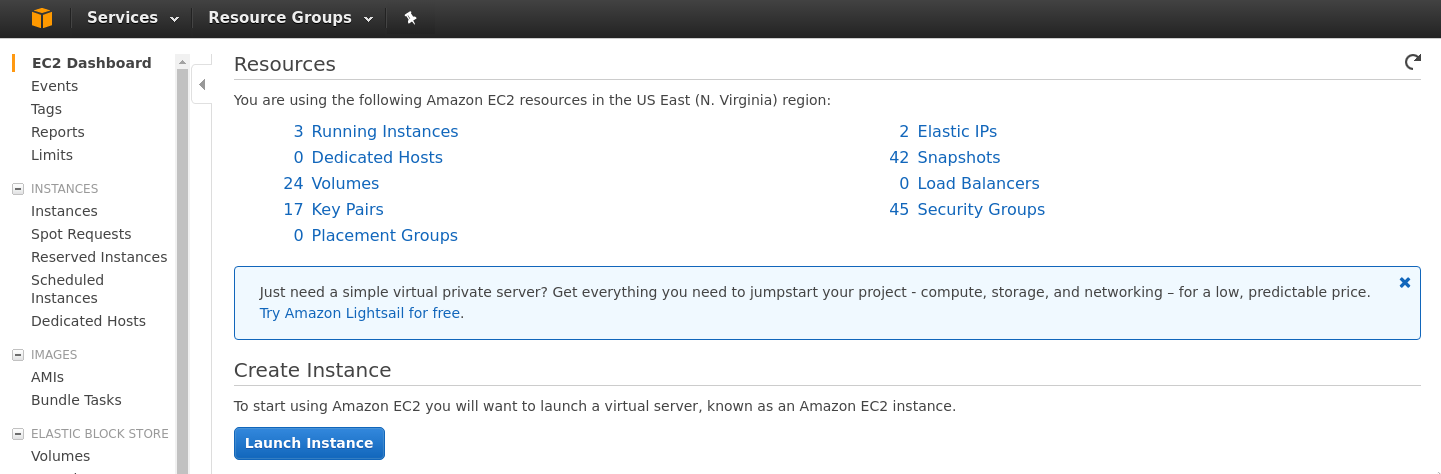 Services
Resource Groups
EC2 Dashboard
Events
Tags
Reports
Limits
INSTANCES
Instances
Spot Requests
Reserved Instances
Scheduled
Instances
Dedicated Hosts
IMAGES
AMIs
Bundle Tasks
ELASTIC BLOCK STORE
Volumes
Resources
You are using the following Amazon EC2 resources in the US East (N. Virginia) region:
3 Running Instances
0 Dedicated Hosts
24 Volumes
17 Key Pairs
0 Placement Groups
2 Elastic IPs
42 Snapshots
0 Load Balancers
45 Security Groups
Just need a simple virtual private server? Get everything you need to jumpstart your project - compute, storage, and networking – for a low, predictable price.
Try Amazon Lightsail for free.
Create Instance
To start using Amazon EC2 you will want to launch a virtual server, known as an Amazon EC2 instance.
Launch Instance